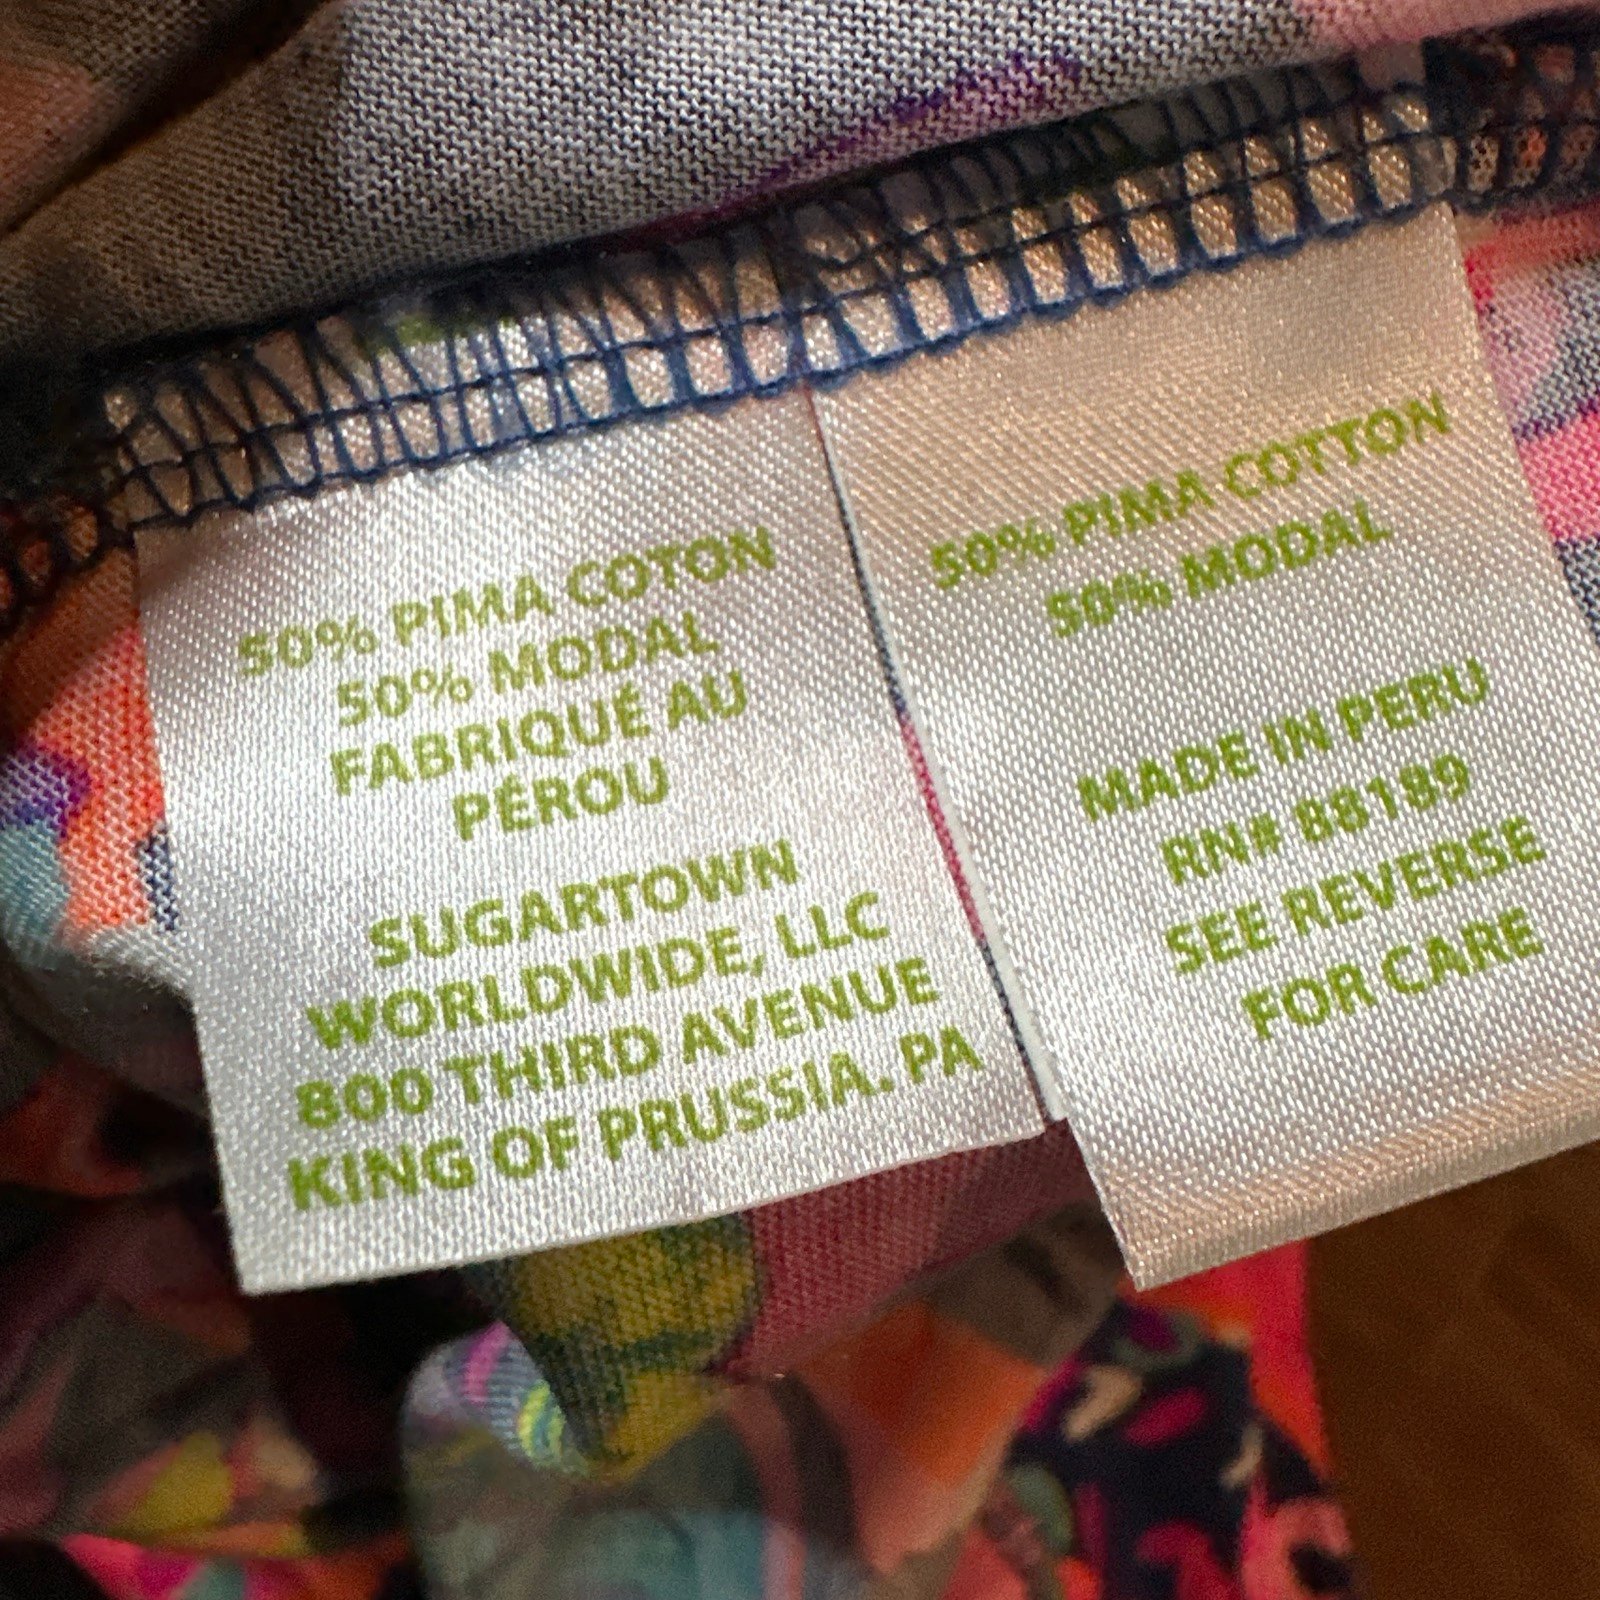 50% PIMA COTON
50% MODAL
FABRIQUÉ AU
PÉROU
SUGARTOWN
WORLDWIDE, LLC
800 THIRD AVENUE
KING OF PRUSSIA. PA
50% PIMA COTTON
50% MODAL
MADE IN PERU
RN# 88189
SEE REVERSE
FOR CARE